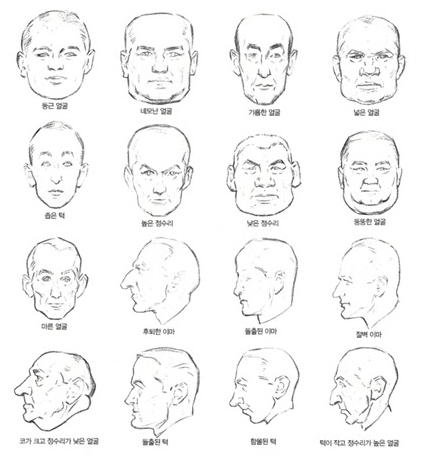 둥근 얼굴
네모난 얼굴
갸름한 얼굴
넓은 얼굴
좁은 턱
높은 정수리
낮은 정수리
뚱뚱한 얼굴
마른 얼굴
후퇴한 이마
돌출된 이마
절벽 이마
코가 크고 정수리가 낮은 얼굴
돌출된 턱
함몰된 턱
턱이 작고 정수리가 높은 얼굴